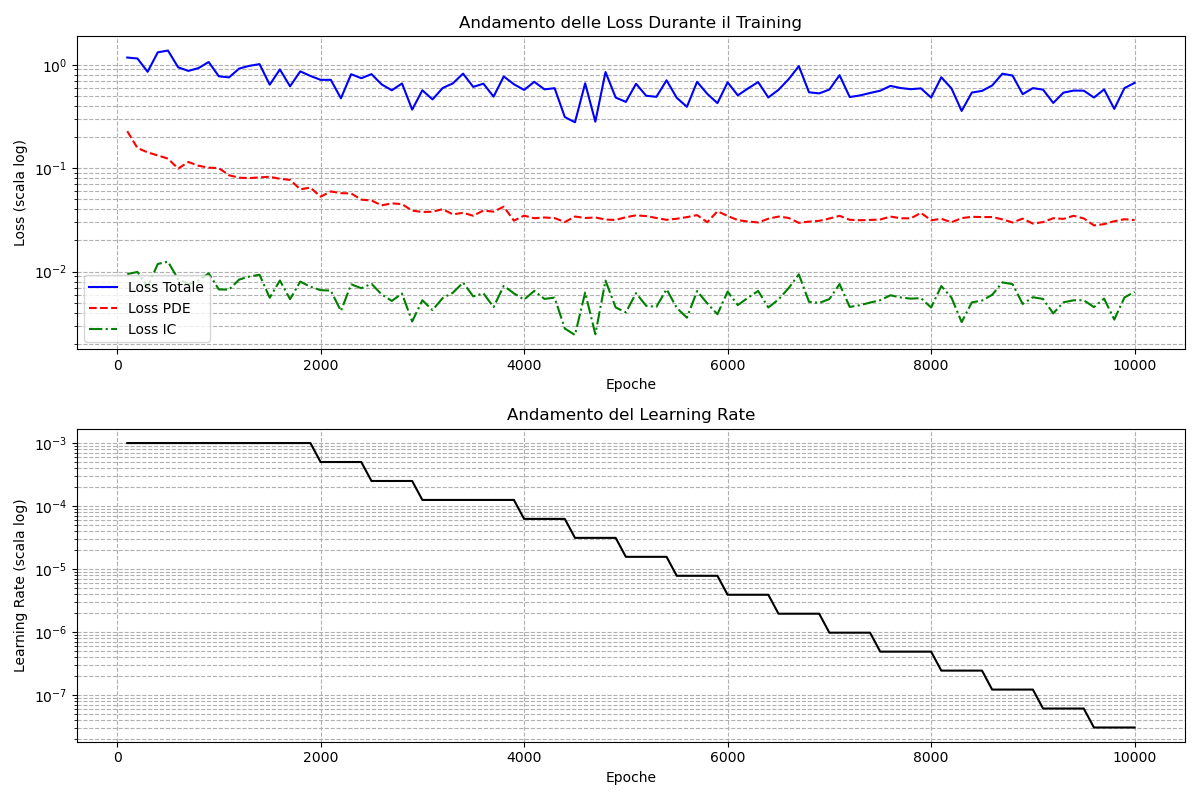 Andamento delle Loss Durante il Training
Loss (scala log)
10⁰
10⁻¹
10⁻²
Loss Totale
Loss PDE
Loss IC
0 2000 4000 6000 8000 10000
Epoche
Andamento del Learning Rate
Learning Rate (scala log)
10⁻³
10⁻⁴
10⁻⁵
10⁻⁶
10⁻⁷
0 2000 4000 6000 8000 10000
Epoche